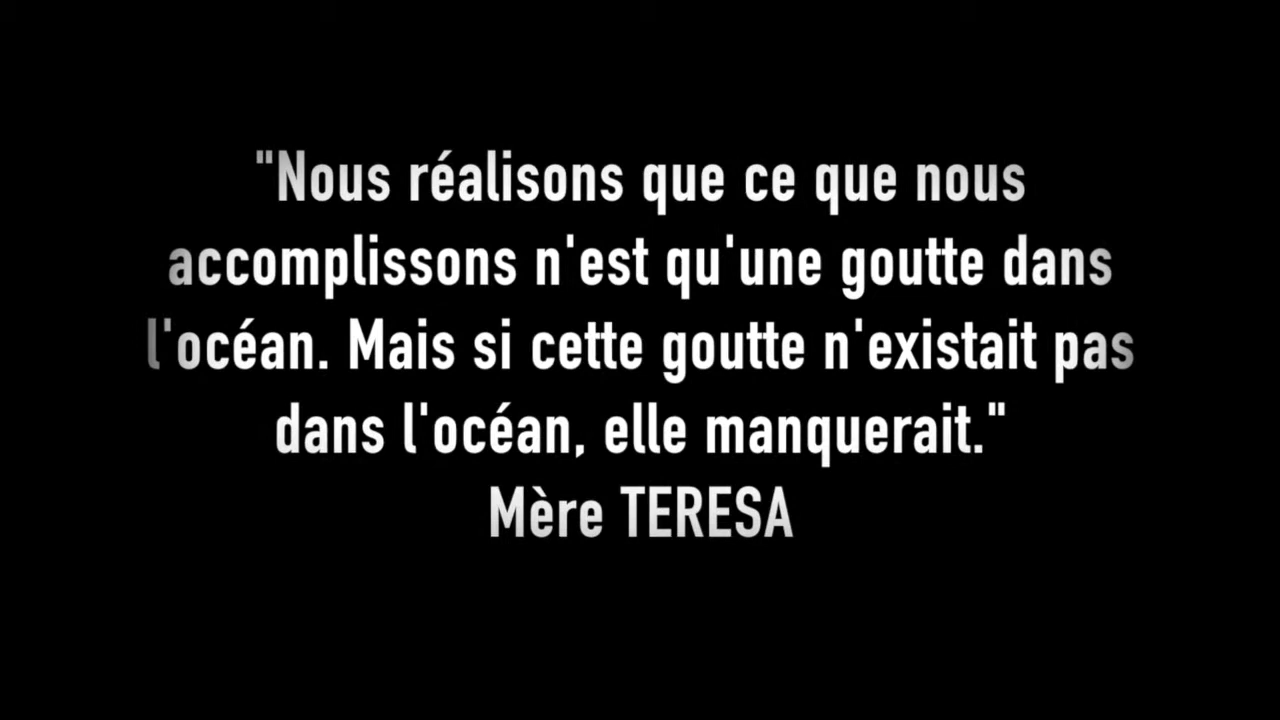 "Nous réalisons que ce que nous
accomplissons n'est qu'une goutte dans
l'océan. Mais si cette goutte n'existait pas
dans l'océan, elle manquerait."
Mère TERESA